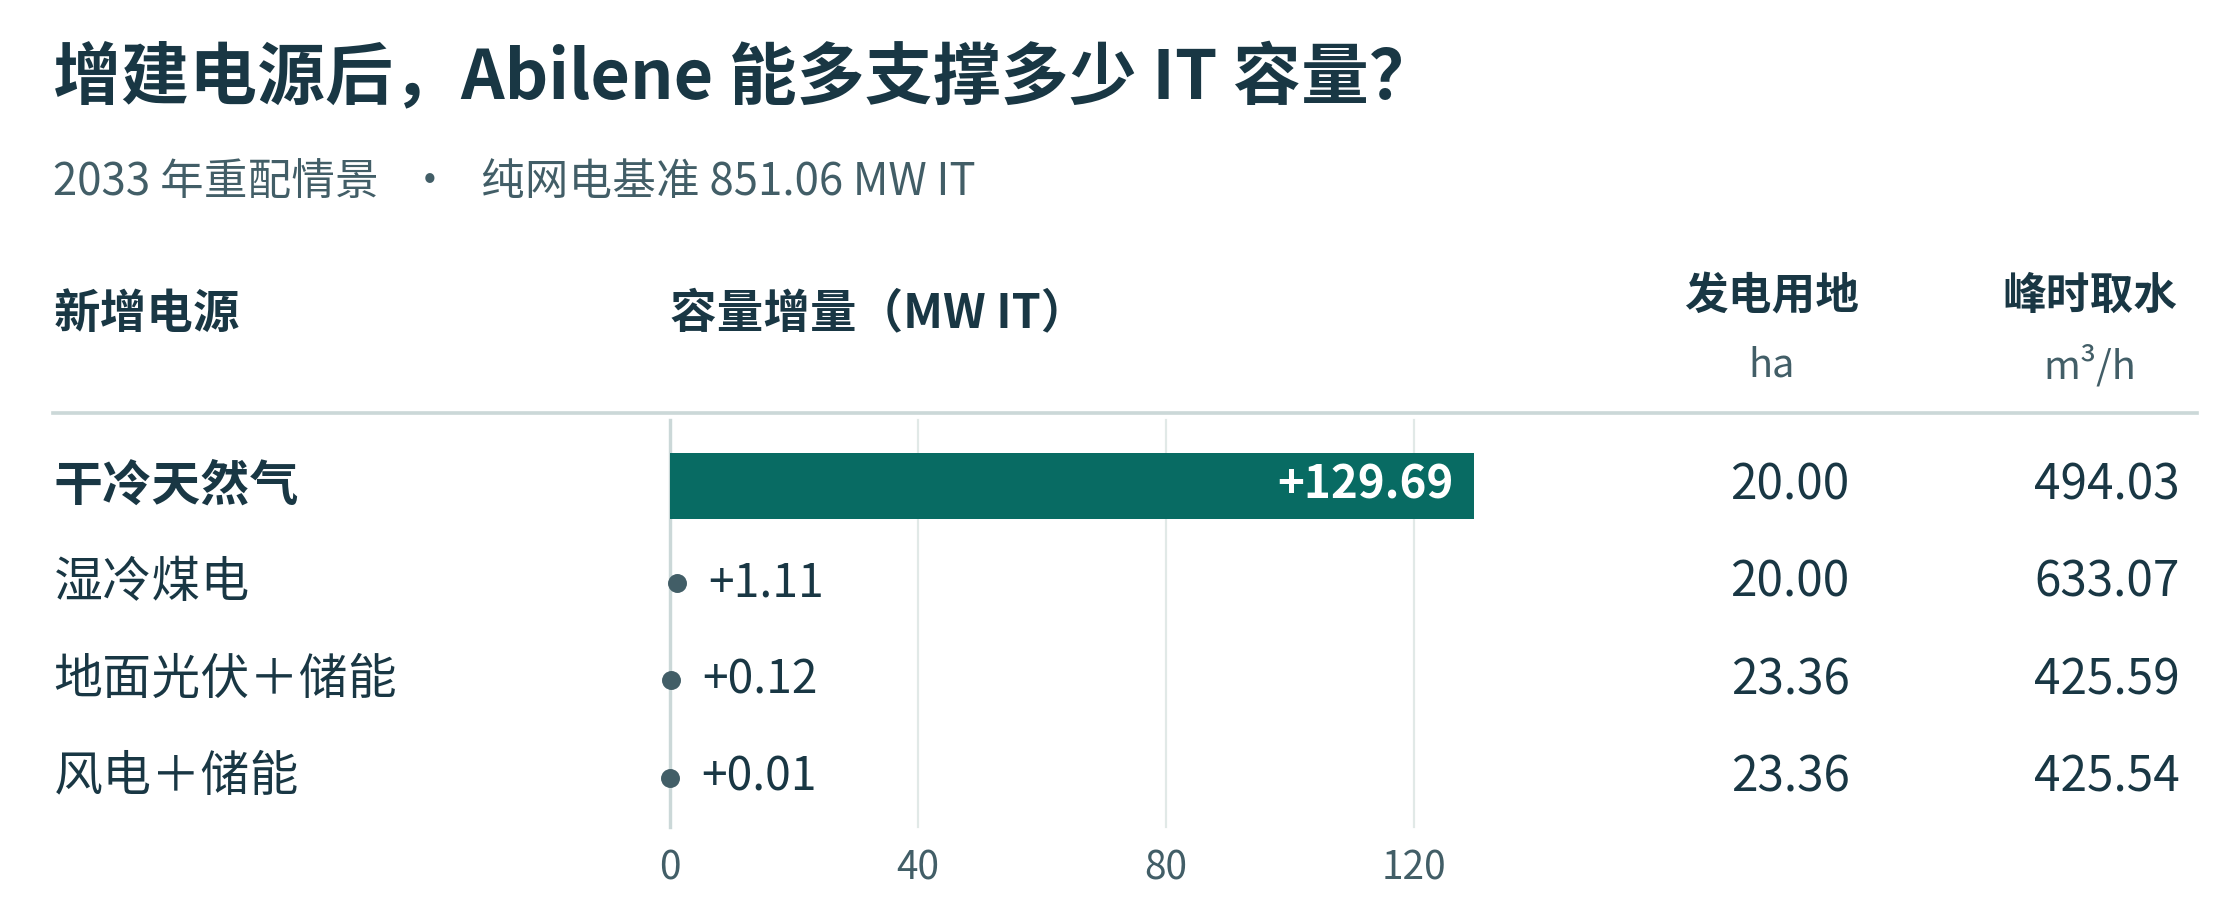 增建电源后，Abilene 能多支撑多少 IT 容量？
2033 年重配情景 · 纯网电基准 851.06 MW IT
新增电源 容量增量（MW IT） 发电用地 峰时取水
ha m³/h
干冷天然气 +129.69 20.00 494.03
湿冷煤电 +1.11 20.00 633.07
地面光伏＋储能 +0.12 23.36 425.59
风电＋储能 +0.01 23.36 425.54
0 40 80 120